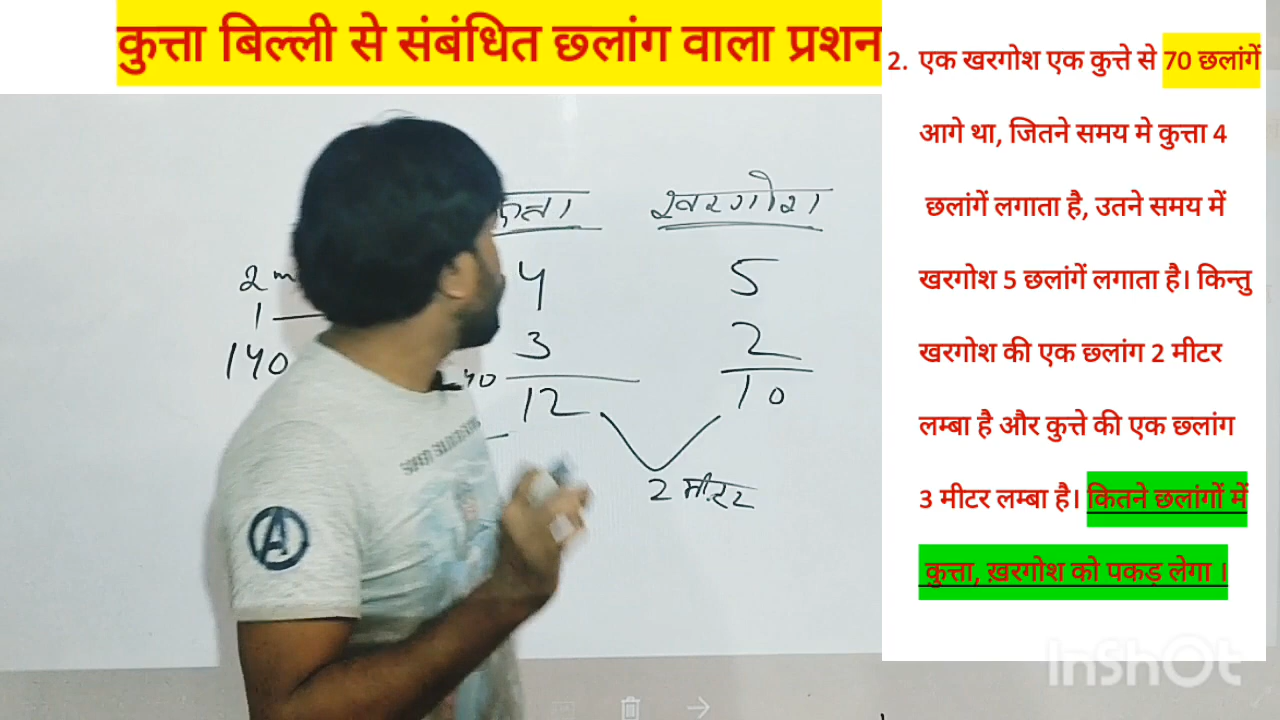 कुत्ता बिल्ली से संबंधित छलांग वाला प्रशन
2. एक खरगोश एक कुत्ते से 70 छलांगें
आगे था, जितने समय मे कुत्ता 4
छलांगें लगाता है, उतने समय में
खरगोश 5 छलांगें लगाता है। किन्तु
खरगोश की एक छलांग 2 मीटर
लम्बा है और कुत्ते की एक छलांग
3 मीटर लम्बा है। कितने छलांगों में
कुत्ता, ख़रगोश को पकड़ लेगा ।
खरगोश
4 5
3 2
12 10
2 मीटर
2 m
1
140
A
InShOt